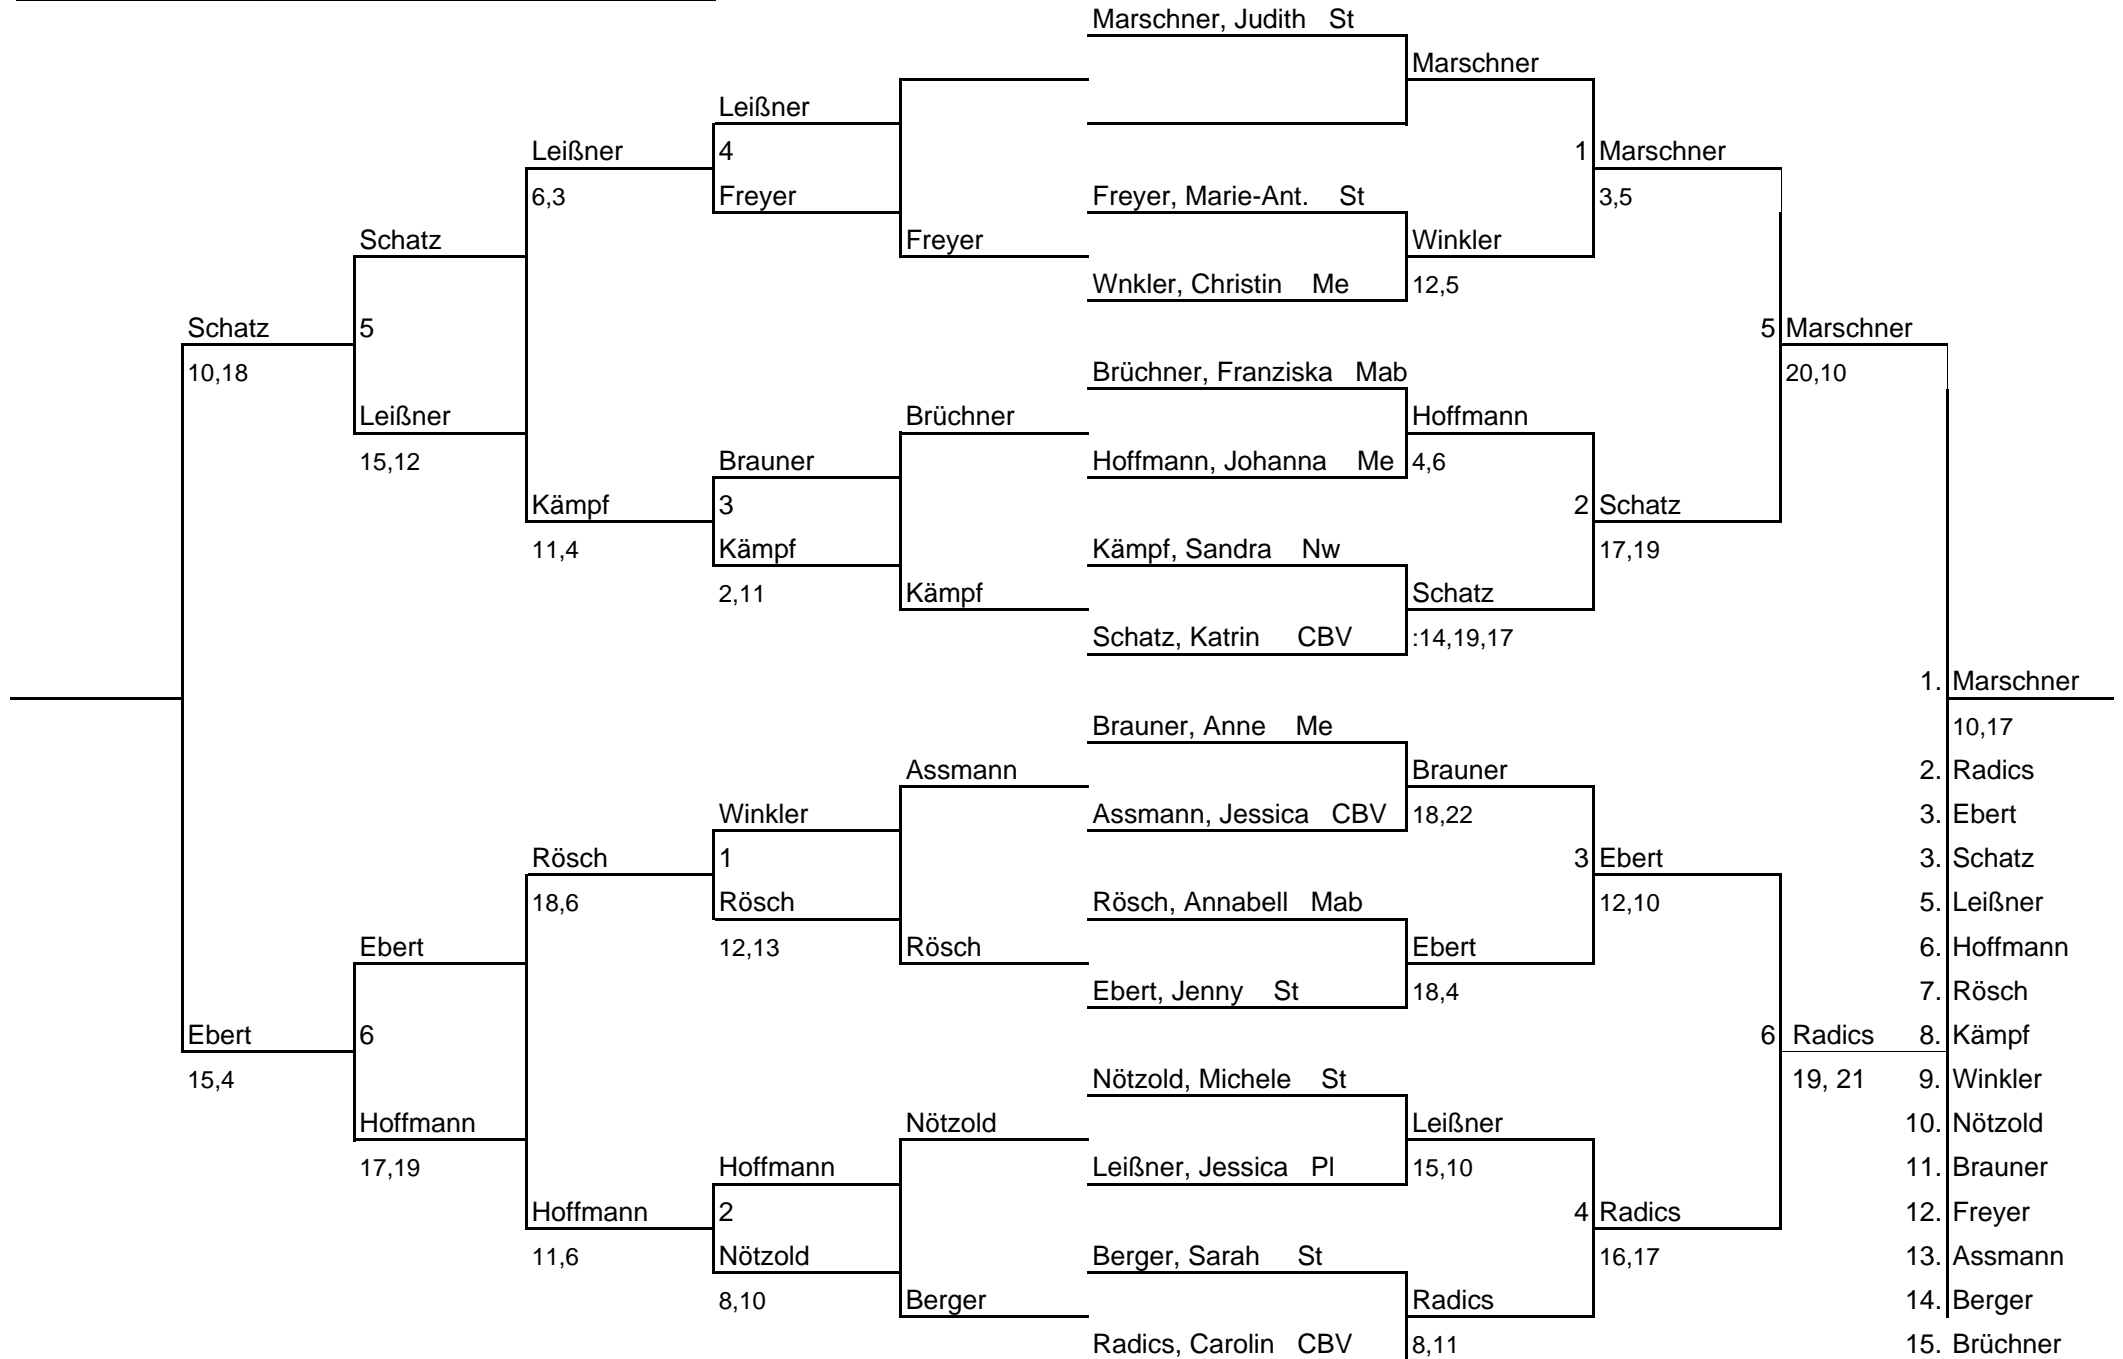 Marschner, Judith St
Marschner
Leißner
Leißner 4 1 Marschner
6,3 Freyer Freyer, Marie-Ant. St 3,5
Schatz Freyer Winkler
Wnkler, Christin Me 12,5
Schatz 5 5 Marschner
10,18 Brüchner, Franziska Mab 20,10
Leißner Brüchner Hoffmann
15,12 Brauner Hoffmann, Johanna Me 4,6
Kämpf 3 2 Schatz
11,4 Kämpf Kämpf, Sandra Nw 17,19
2,11 Kämpf Schatz
Schatz, Katrin CBV :14,19,17
1. Marschner
Brauner, Anne Me 10,17
Assmann Brauner 2. Radics
Winkler Assmann, Jessica CBV 18,22 3. Ebert
Rösch 1 3 Ebert 3. Schatz
18,6 Rösch Rösch, Annabell Mab 12,10 5. Leißner
Ebert 12,13 Rösch Ebert 6. Hoffmann
Ebert, Jenny St 18,4 7. Rösch
Ebert 6 6 Radics 8. Kämpf
15,4 Nötzold, Michele St 19, 21 9. Winkler
Hoffmann Nötzold Leißner 10. Nötzold
17,19 Hoffmann Leißner, Jessica Pl 15,10 11. Brauner
Hoffmann 2 4 Radics 12. Freyer
11,6 Nötzold Berger, Sarah St 16,17 13. Assmann
8,10 Berger Radics 14. Berger
Radics, Carolin CBV 8,11 15. Brüchner